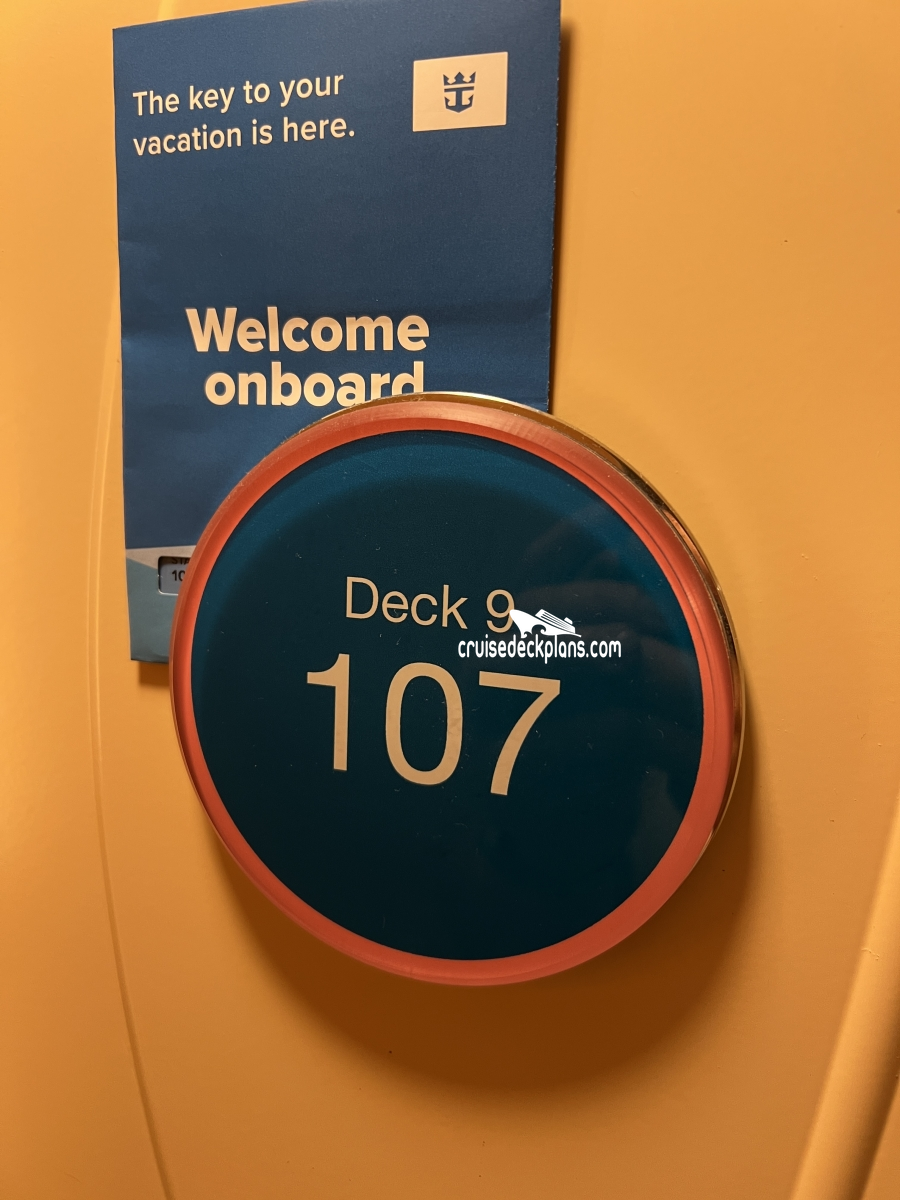 The key to your
vacation is here.
Welcome
onboard
Deck 9
cruisedeckplans.com
107